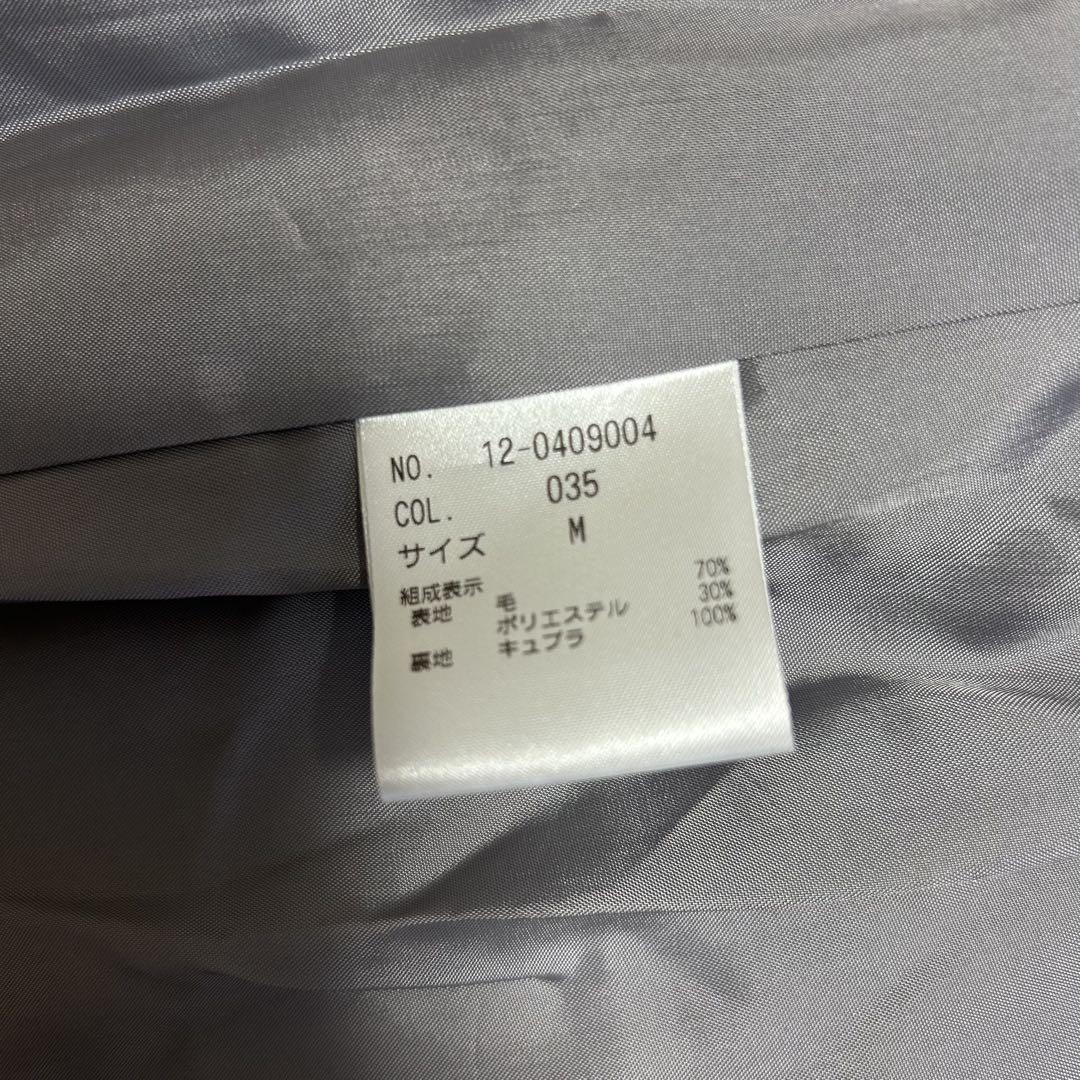 NO. 12-0409004
COL. 035
サイズ M
組成表示
表地 毛 70%
ポリエステル 30%
裏地 キュプラ 100%